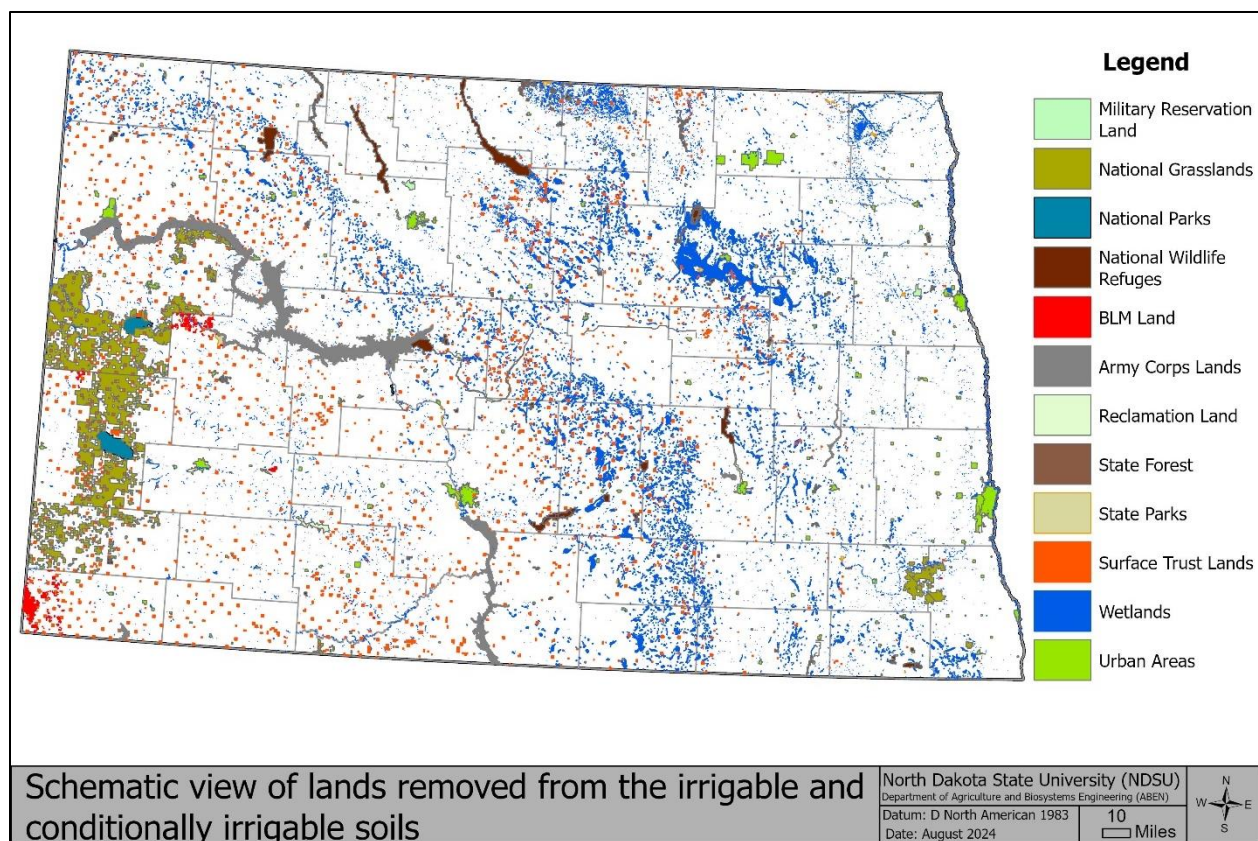 Legend
Military Reservation
Land
National Grasslands
National Parks
National Wildlife
Refuges
BLM Land
Army Corps Lands
Reclamation Land
State Forest
State Parks
Surface Trust Lands
Wetlands
Urban Areas
Schematic view of lands removed from the irrigable and
conditionally irrigable soils
North Dakota State University (NDSU)
Department of Agriculture and Biosystems Engineering (ABEN)
Datum: D North American 1983
Date: August 2024
10
Miles
N
W E
S